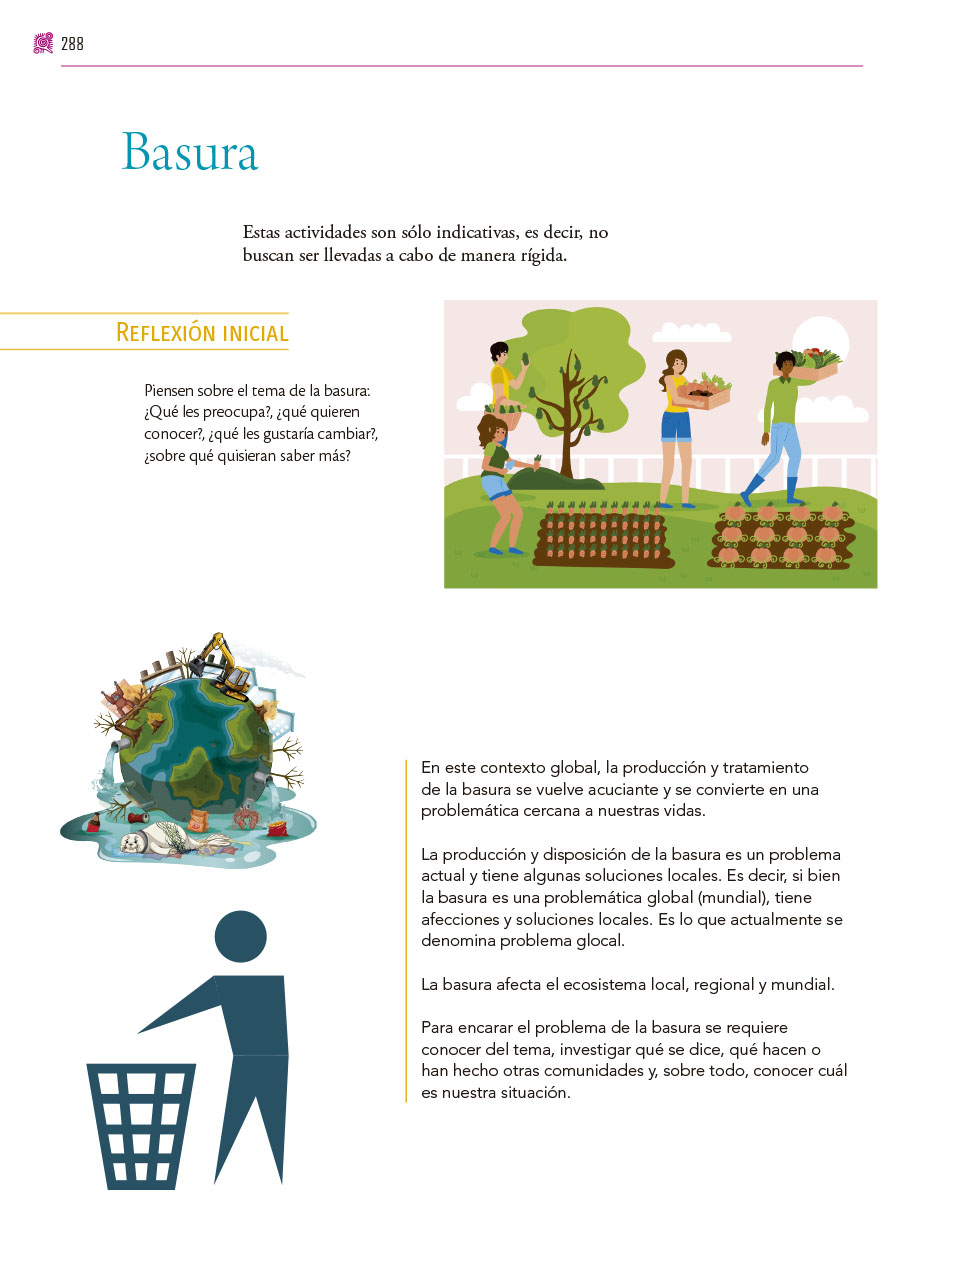 288
Basura
Estas actividades son sólo indicativas, es decir, no
buscan ser llevadas a cabo de manera rígida.
Reflexión inicial
Piensen sobre el tema de la basura:
¿Qué les preocupa?, ¿qué quieren
conocer?, ¿qué les gustaría cambiar?,
¿sobre qué quisieran saber más?
En este contexto global, la producción y tratamiento
de la basura se vuelve acuciante y se convierte en una
problemática cercana a nuestras vidas.
La producción y disposición de la basura es un problema
actual y tiene algunas soluciones locales. Es decir, si bien
la basura es una problemática global (mundial), tiene
afecciones y soluciones locales. Es lo que actualmente se
denomina problema glocal.
La basura afecta el ecosistema local, regional y mundial.
Para encarar el problema de la basura se requiere
conocer del tema, investigar qué se dice, qué hacen o
han hecho otras comunidades y, sobre todo, conocer cuál
es nuestra situación.